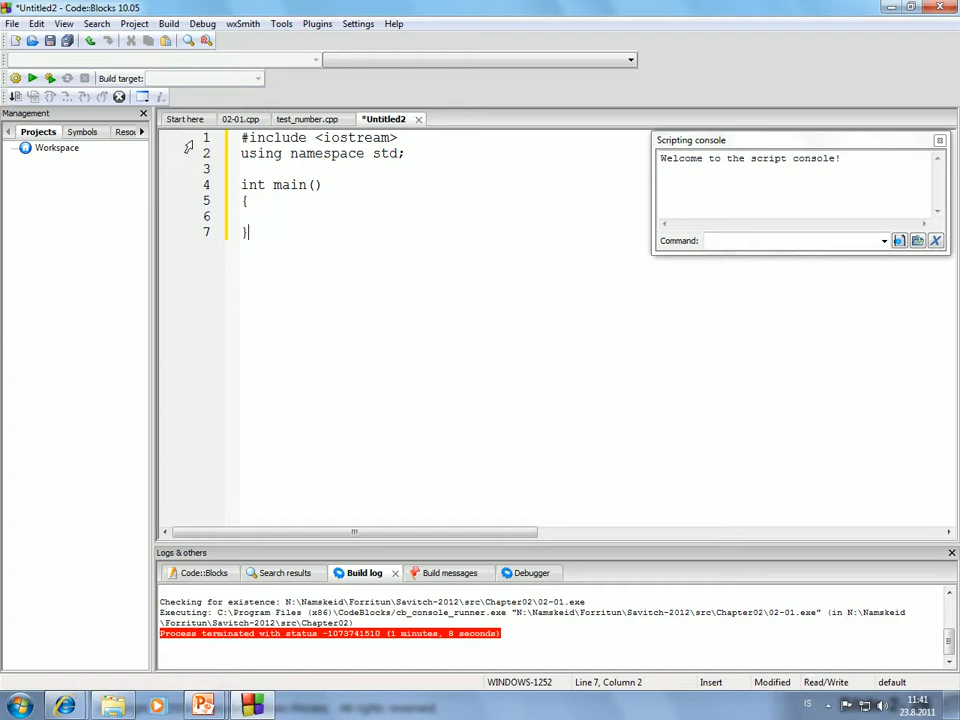 *Untitled2 - Code::Blocks 10.05
File Edit View Search Project Build Debug wxSmith Tools Plugins Settings Help
Build target:
Management
Projects Symbols Resou
Workspace
Start here 02-01.cpp test_number.cpp *Untitled2
1 #include <iostream>
2 using namespace std;
3
4 int main()
5 {
6
7 }
Scripting console
Welcome to the script console!
Command:
Logs & others
Code::Blocks Search results Build log Build messages Debugger
Checking for existence: N:\Namskeid\Forritun\Savitch-2012\src\Chapter02\02-01.exe
Executing: C:\Program Files (x86)\CodeBlocks/cb_console_runner.exe "N:\Namskeid\Forritun\Savitch-2012\src\Chapter02\02-01.exe" (in N:\Namskeid
\Forritun\Savitch-2012\src\Chapter02)
Process terminated with status -1073741510 (1 minutes, 8 seconds)
WINDOWS-1252 Line 7, Column 2 Insert Modified Read/Write default
IS 11:41
23.8.2011